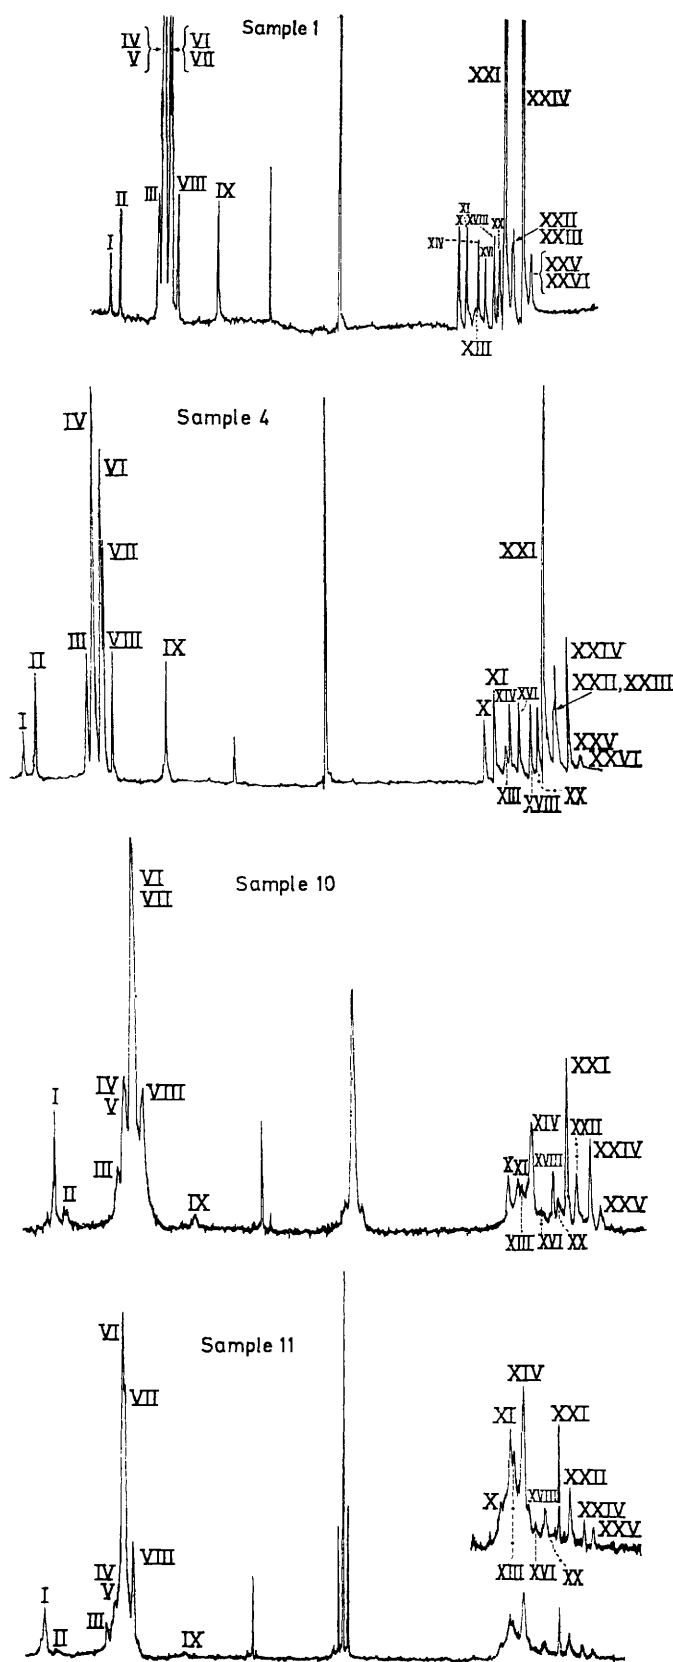 Sample 1
IV VI
V VII
XXI
XXIV
II III VIII IX
I
XI
X XVIII XX
XIV XVI
XXII
XXIII
XXV
XXVI
XIII
Sample 4
IV
VI
VII
XXI
III VIII
II IX
I
XI
XIV XVI
X
XXIV
XXII, XXIII
XXV
XXVI
XIII XVIII XX
Sample 10
VI
VII
IV
V
VIII
I
III
II
IX
XXI
XIV XXII
XXIV
X XI XVIII
XXV
XIII XVI XX
Sample 11
VI
VII
IV
V
VIII
I
III
II
IX
XIV
XI XXI
XXII
X XVIII
XXIV
XXV
XIII XVI XX